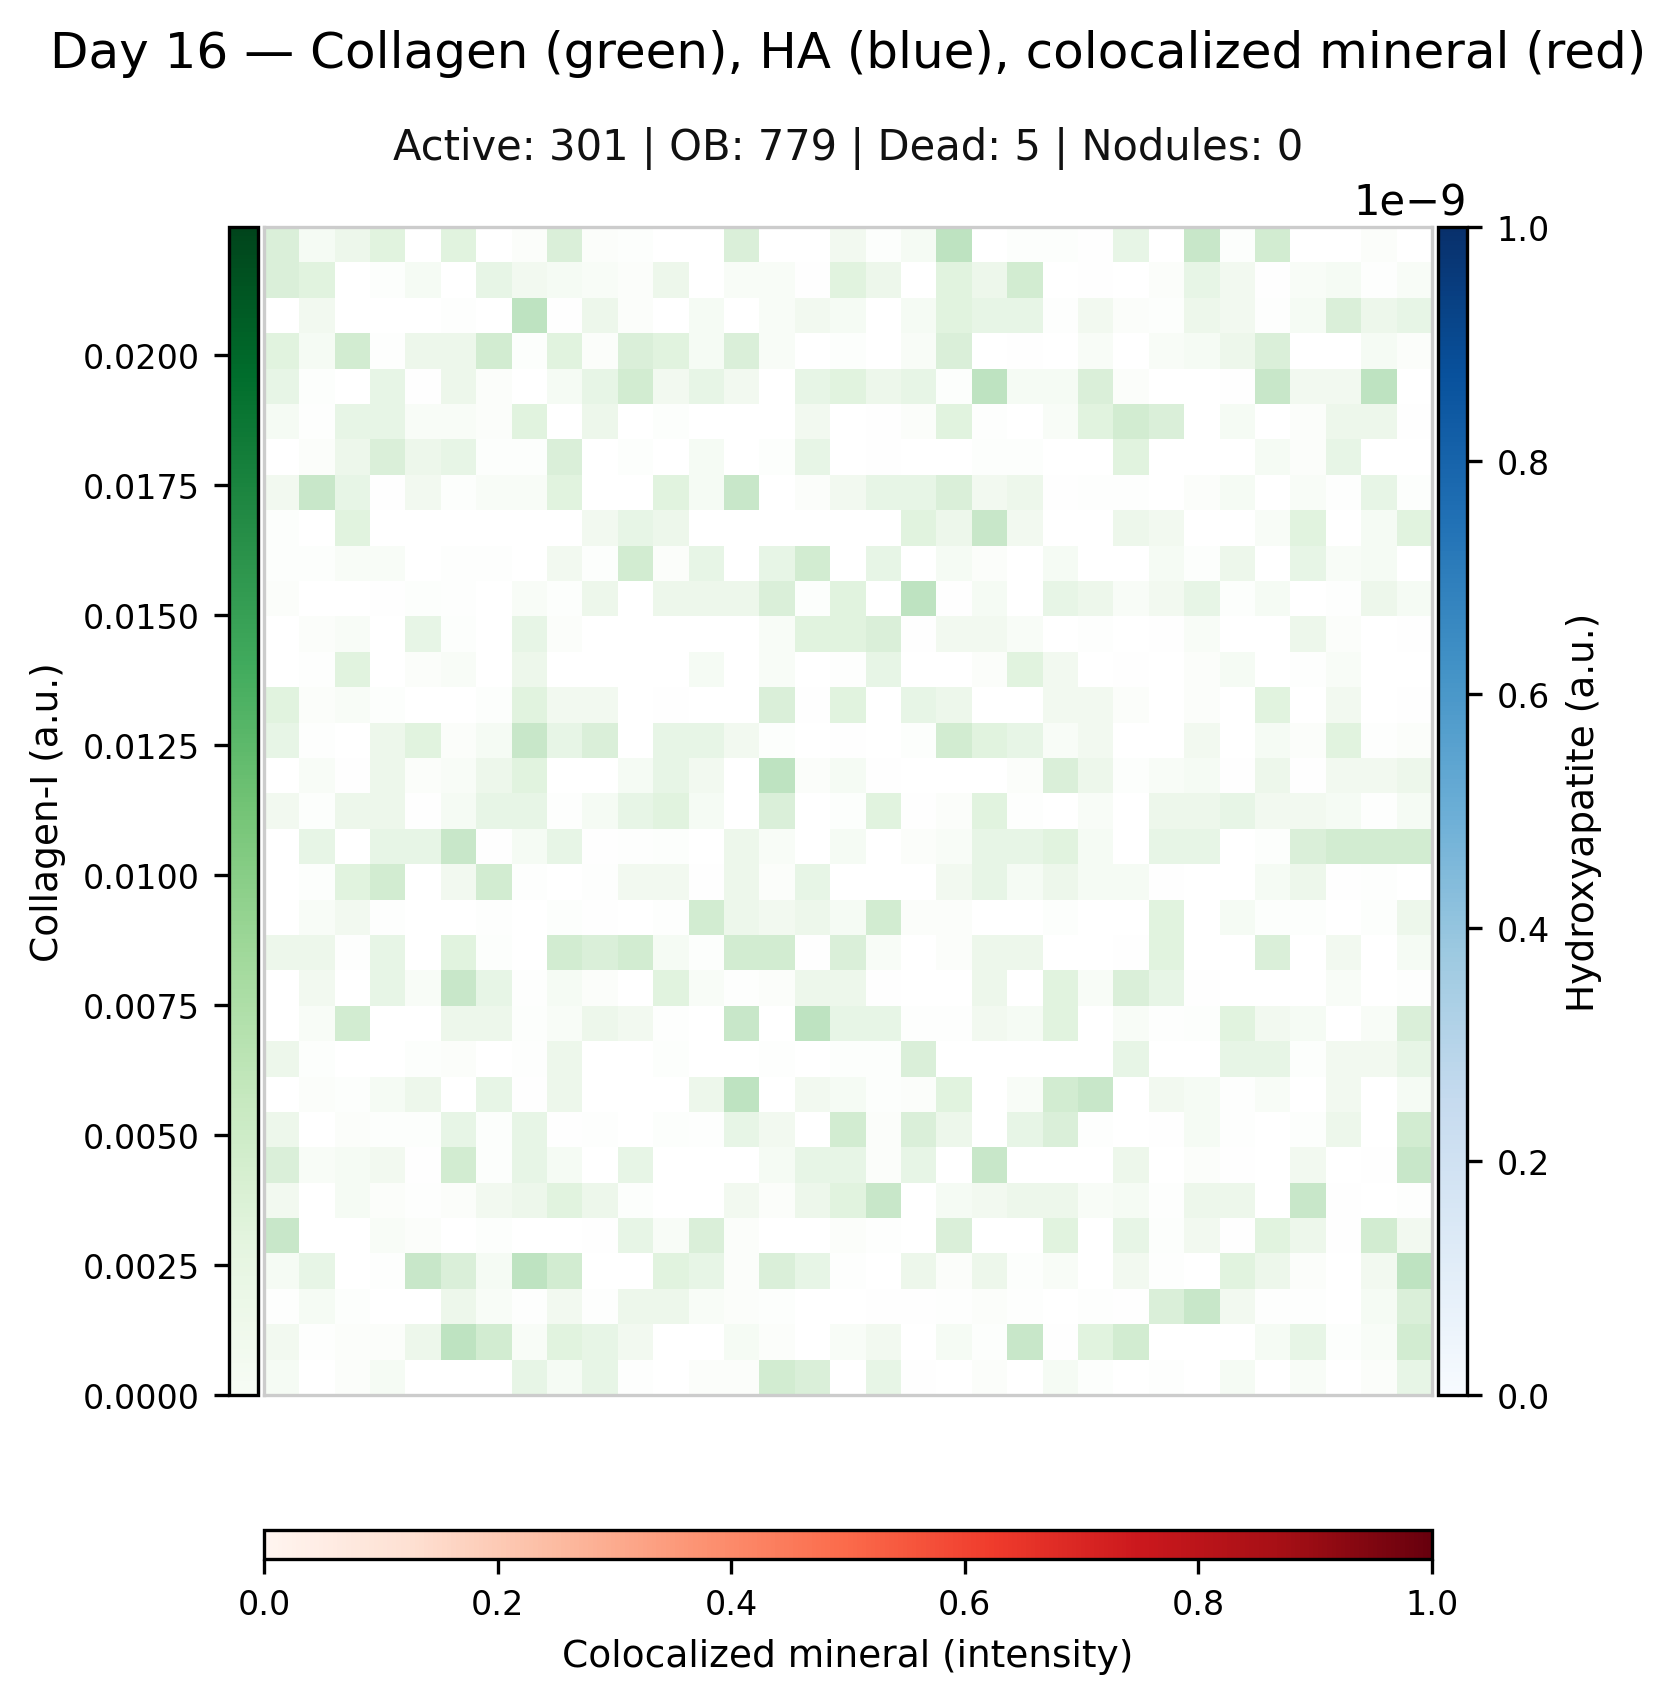 Day 16 — Collagen (green), HA (blue), colocalized mineral (red)
Active: 301 | OB: 779 | Dead: 5 | Nodules: 0
1e−9
0.0200
0.0175
0.0150
0.0125
0.0100
0.0075
0.0050
0.0025
0.0000
Collagen-I (a.u.)
1.0
0.8
0.6
0.4
0.2
0.0
Hydroxyapatite (a.u.)
0.0 0.2 0.4 0.6 0.8 1.0
Colocalized mineral (intensity)